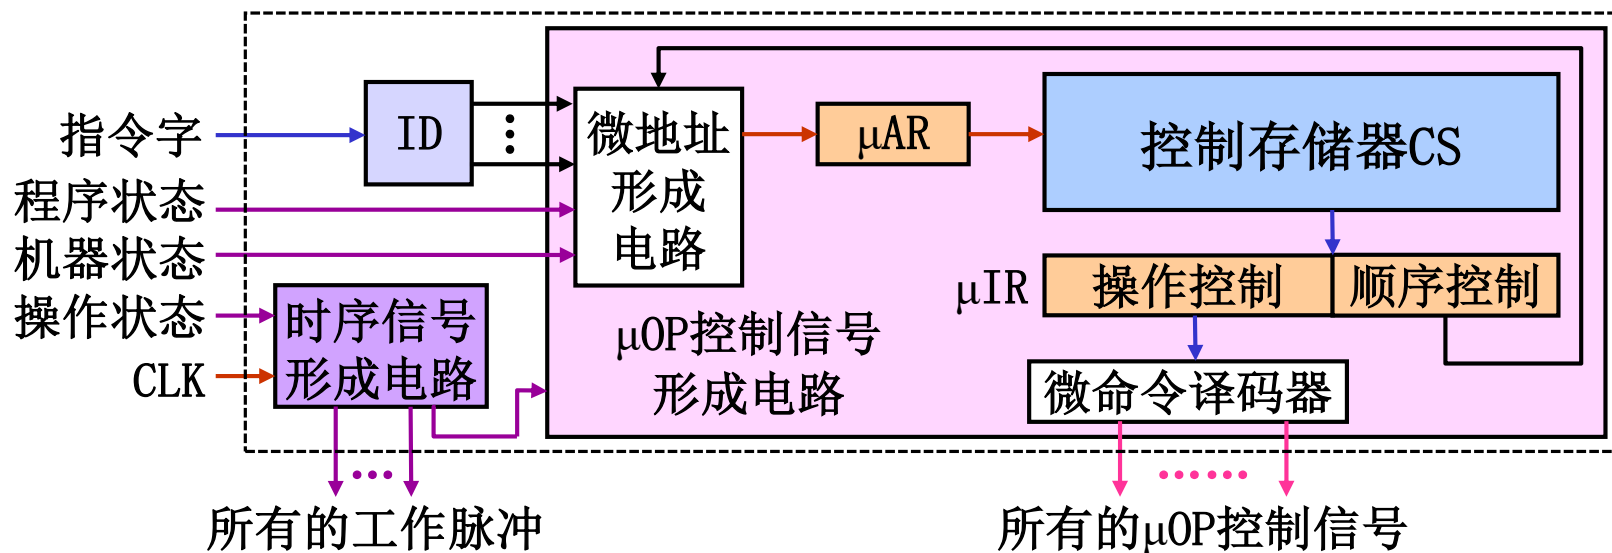 指令字
程序状态
机器状态
操作状态
CLK
ID
时序信号
形成电路
微地址
形成
电路
μAR
控制存储器CS
μIR
操作控制
顺序控制
μOP控制信号
形成电路
微命令译码器
所有的工作脉冲
所有的μOP控制信号